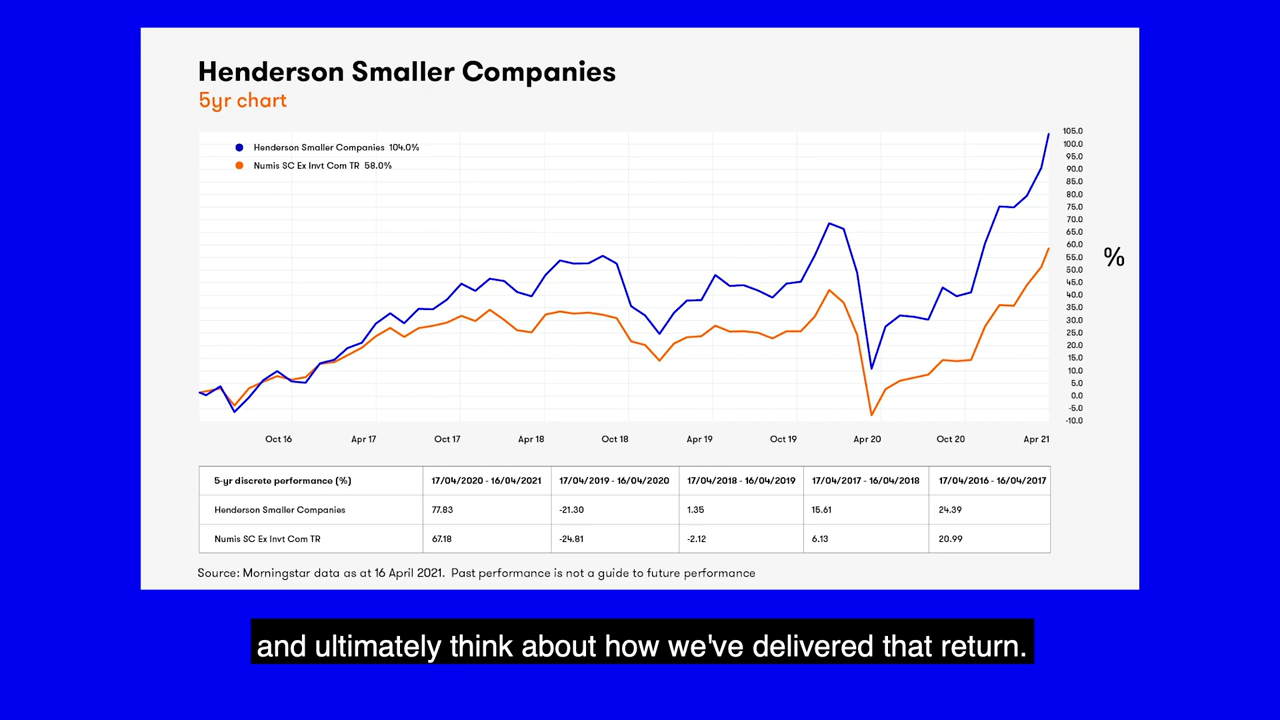 Henderson Smaller Companies
5yr chart
Henderson Smaller Companies 104.0%
Numis SC Ex Invt Com TR 58.0%
105.0
100.0
95.0
90.0
85.0
80.0
75.0
70.0
65.0
60.0
55.0
50.0
45.0
40.0
35.0
30.0
25.0
20.0
15.0
10.0
5.0
0.0
-5.0
-10.0
%
Oct 16 Apr 17 Oct 17 Apr 18 Oct 18 Apr 19 Oct 19 Apr 20 Oct 20 Apr 21
5-yr discrete performance (%) 17/04/2020 - 16/04/2021 17/04/2019 - 16/04/2020 17/04/2018 - 16/04/2019 17/04/2017 - 16/04/2018 17/04/2016 - 16/04/2017
Henderson Smaller Companies 77.83 -21.30 1.35 15.61 24.39
Numis SC Ex Invt Com TR 67.18 -24.81 -2.12 6.13 20.99
Source: Morningstar data as at 16 April 2021. Past performance is not a guide to future performance
and ultimately think about how we've delivered that return.